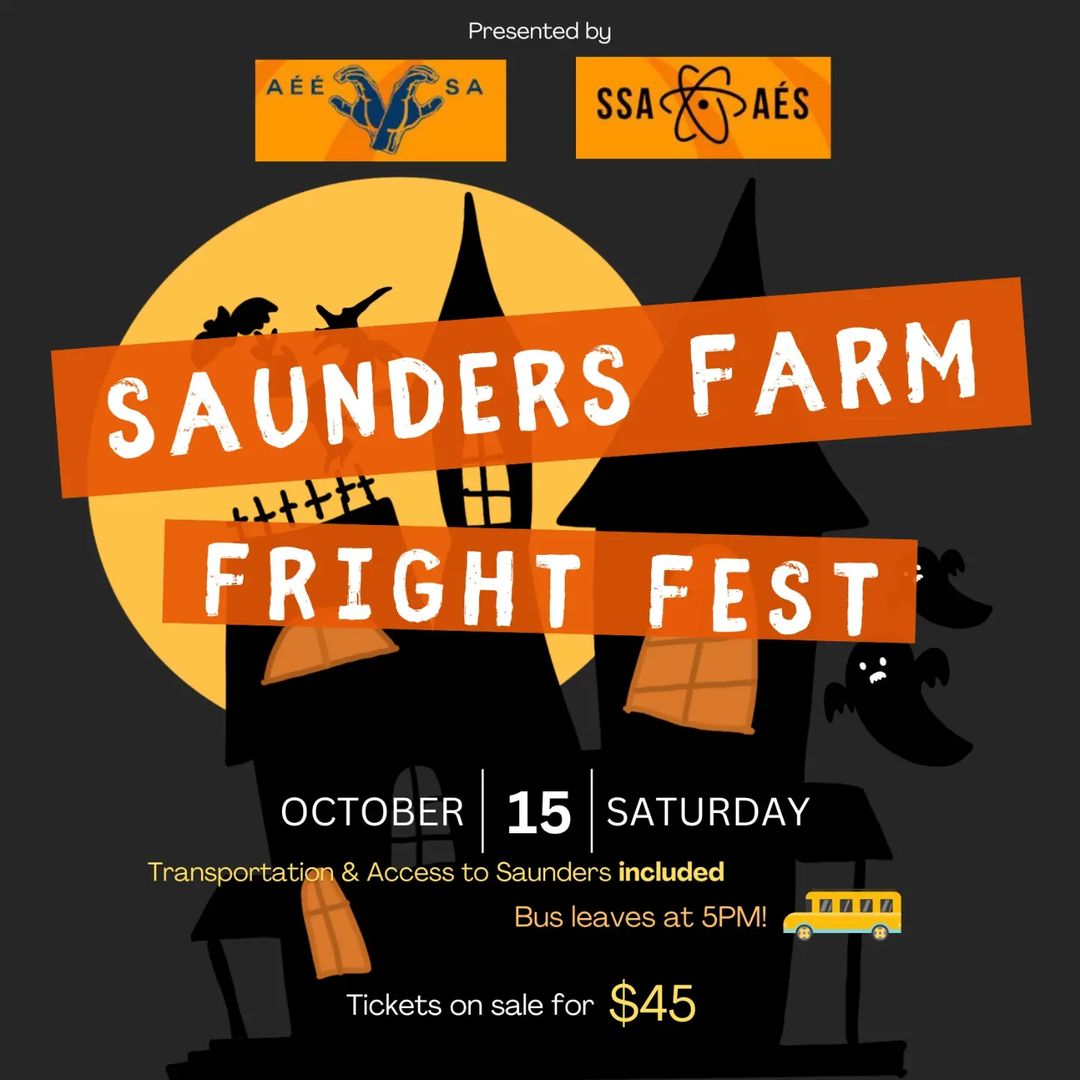 Presented by
AÉÉ SA
SSA AÉS
SAUNDERS FARM
FRIGHT FEST
OCTOBER | 15 | SATURDAY
Transportation & Access to Saunders included
Bus leaves at 5PM!
Tickets on sale for $45